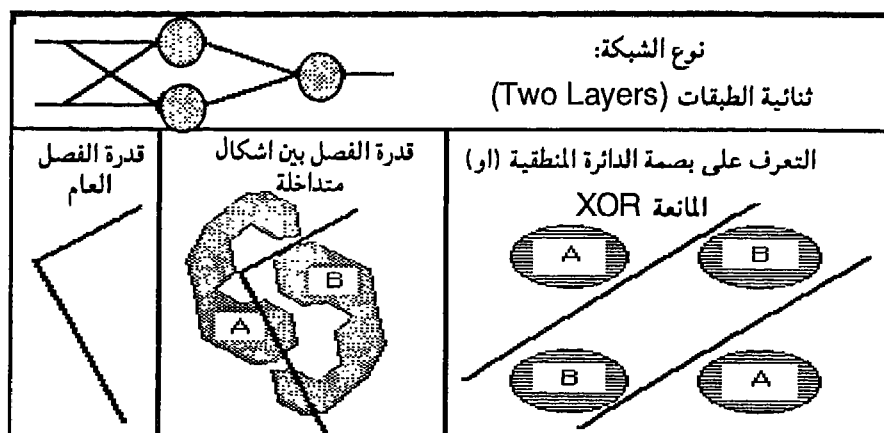 نوع الشبكة:
ثنائية الطبقات (Two Layers)
التعرف على بصمة الدائرة المنطقية (او)
المانعة XOR
A
B
B
A
قدرة الفصل بين اشكال
متداخلة
B
A
قدرة الفصل
العام